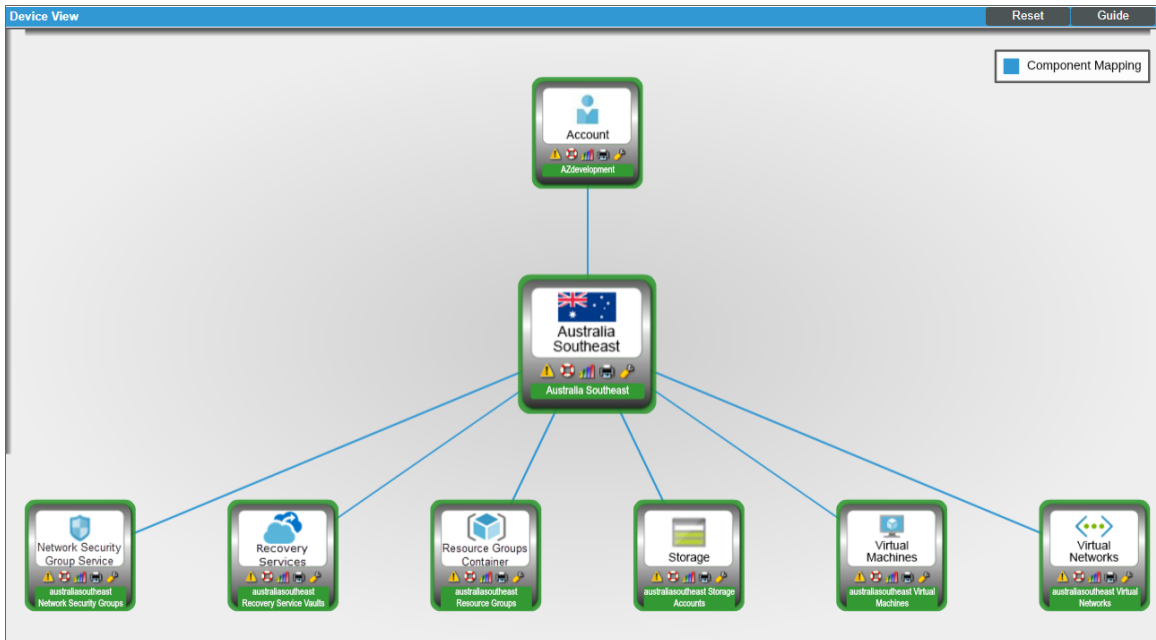 Device View
Reset
Guide
Component Mapping
Account
AZdevelopment
Australia
Southeast
Australia Southeast
Network Security
Group Service
australiasoutheast
Network Security Groups
Recovery
Services
australiasoutheast
Recovery Service Vaults
Resource Groups
Container
australiasoutheast
Resource Groups
Storage
australiasoutheast Storage
Accounts
Virtual
Machines
australiasoutheast Virtual
Machines
Virtual
Networks
australiasoutheast Virtual
Networks